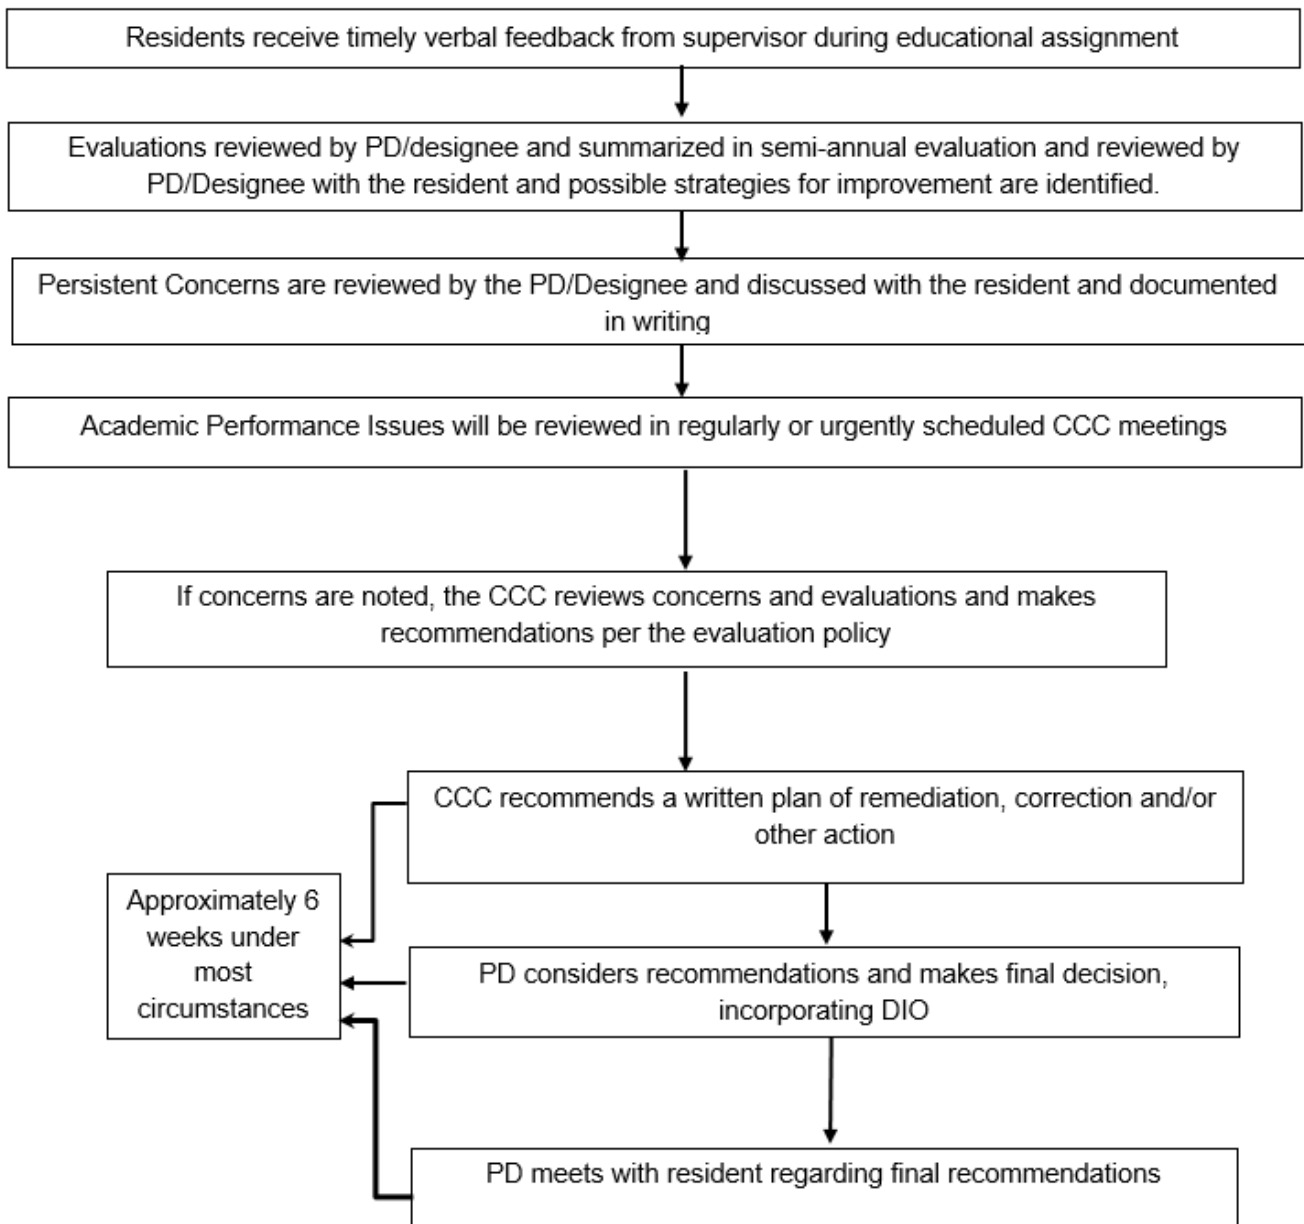 Residents receive timely verbal feedback from supervisor during educational assignment
Evaluations reviewed by PD/designee and summarized in semi-annual evaluation and reviewed by
PD/Designee with the resident and possible strategies for improvement are identified.
Persistent Concerns are reviewed by the PD/Designee and discussed with the resident and documented
in writing
Academic Performance Issues will be reviewed in regularly or urgently scheduled CCC meetings
If concerns are noted, the CCC reviews concerns and evaluations and makes
recommendations per the evaluation policy
CCC recommends a written plan of remediation, correction and/or
other action
Approximately 6
weeks under
most
circumstances
PD considers recommendations and makes final decision,
incorporating DIO
PD meets with resident regarding final recommendations